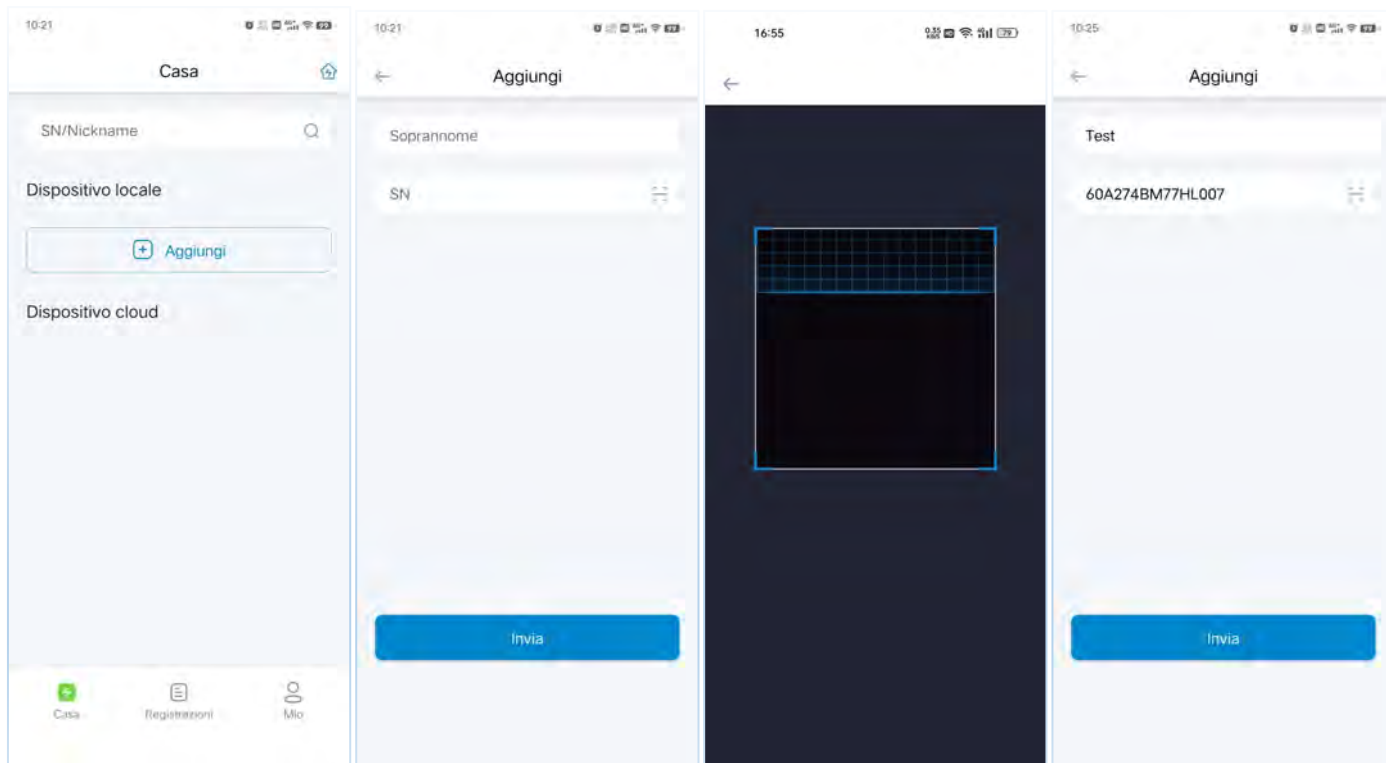 10:21
Casa
SN/Nickname
Dispositivo locale
Aggiungi
Dispositivo cloud
Casa
Registrazioni
Mio
10:21
Aggiungi
Soprannome
SN
Invia
16:55
79
10:25
Aggiungi
Test
60A274BM77HL007
Invia